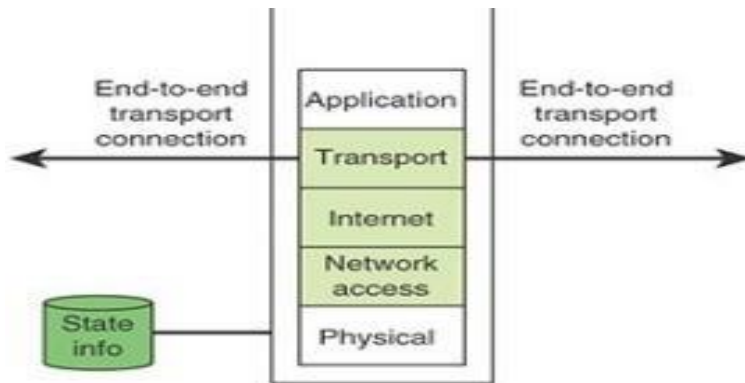 End-to-end
transport
connection
Application
Transport
Internet
Network
access
Physical
End-to-end
transport
connection
State
info